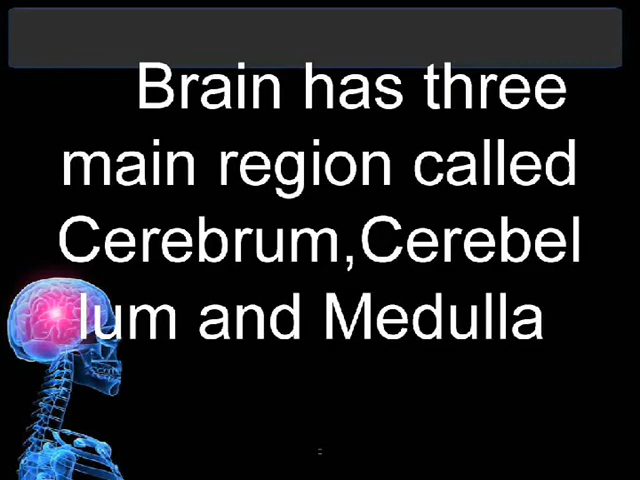 Brain has three
main region called
Cerebrum,Cerebel
lum and Medulla